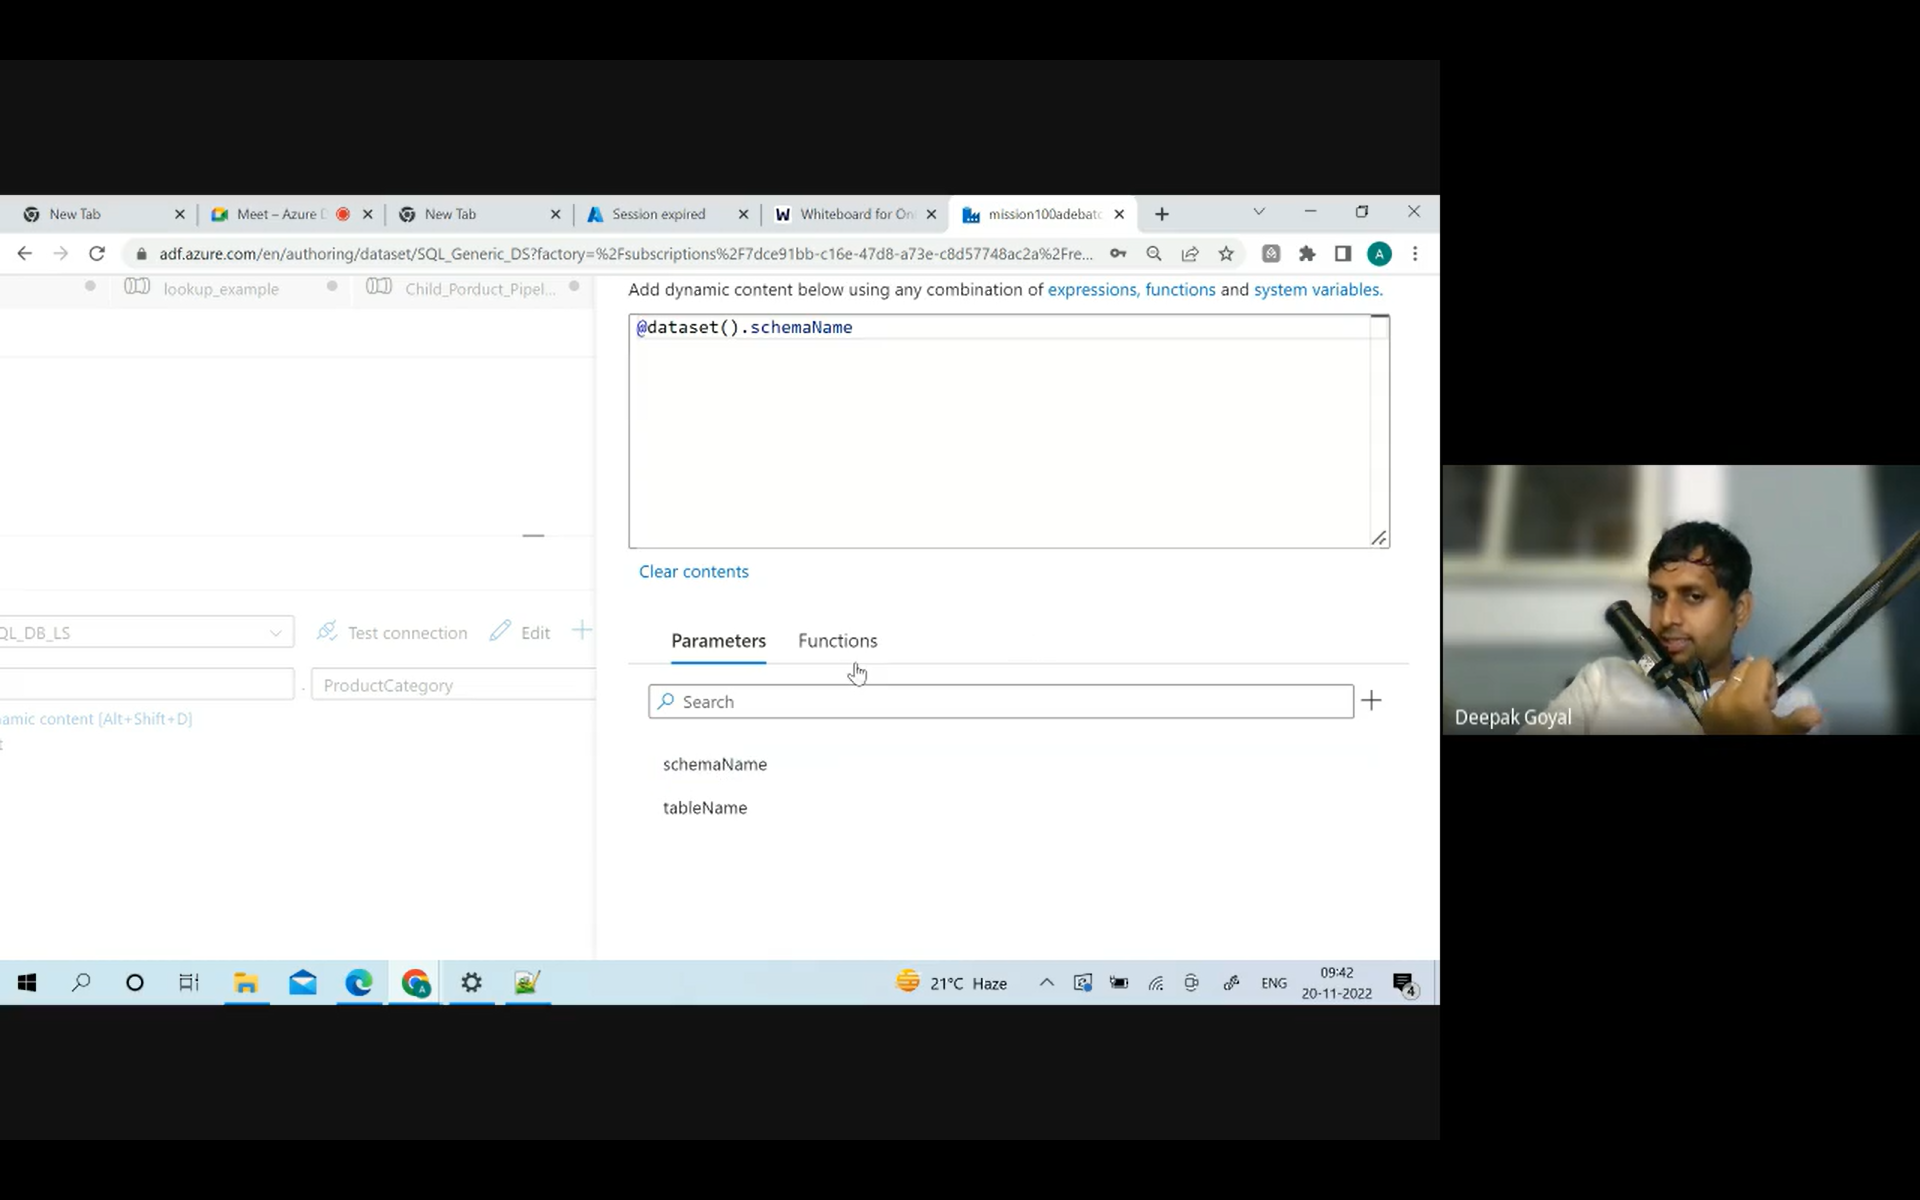 New Tab
Meet – Azure D
New Tab
Session expired
W
Whiteboard for On
mission100adebatc
adf.azure.com/en/authoring/dataset/SQL_Generic_DS?factory=%2Fsubscriptions%2F7dce91bb-c16e-47d8-a73e-c8d57748ac2a%2Fre...
A
lookup_example
Child_Porduct_Pipel...
Add dynamic content below using any combination of expressions, functions and system variables.
@dataset().schemaName
Clear contents
QL_DB_LS
Test connection
Edit
Parameters
Functions
ProductCategory
Search
amic content [Alt+Shift+D]
t
schemaName
tableName
Deepak Goyal
21°C Haze
ENG
09:42
20-11-2022
4